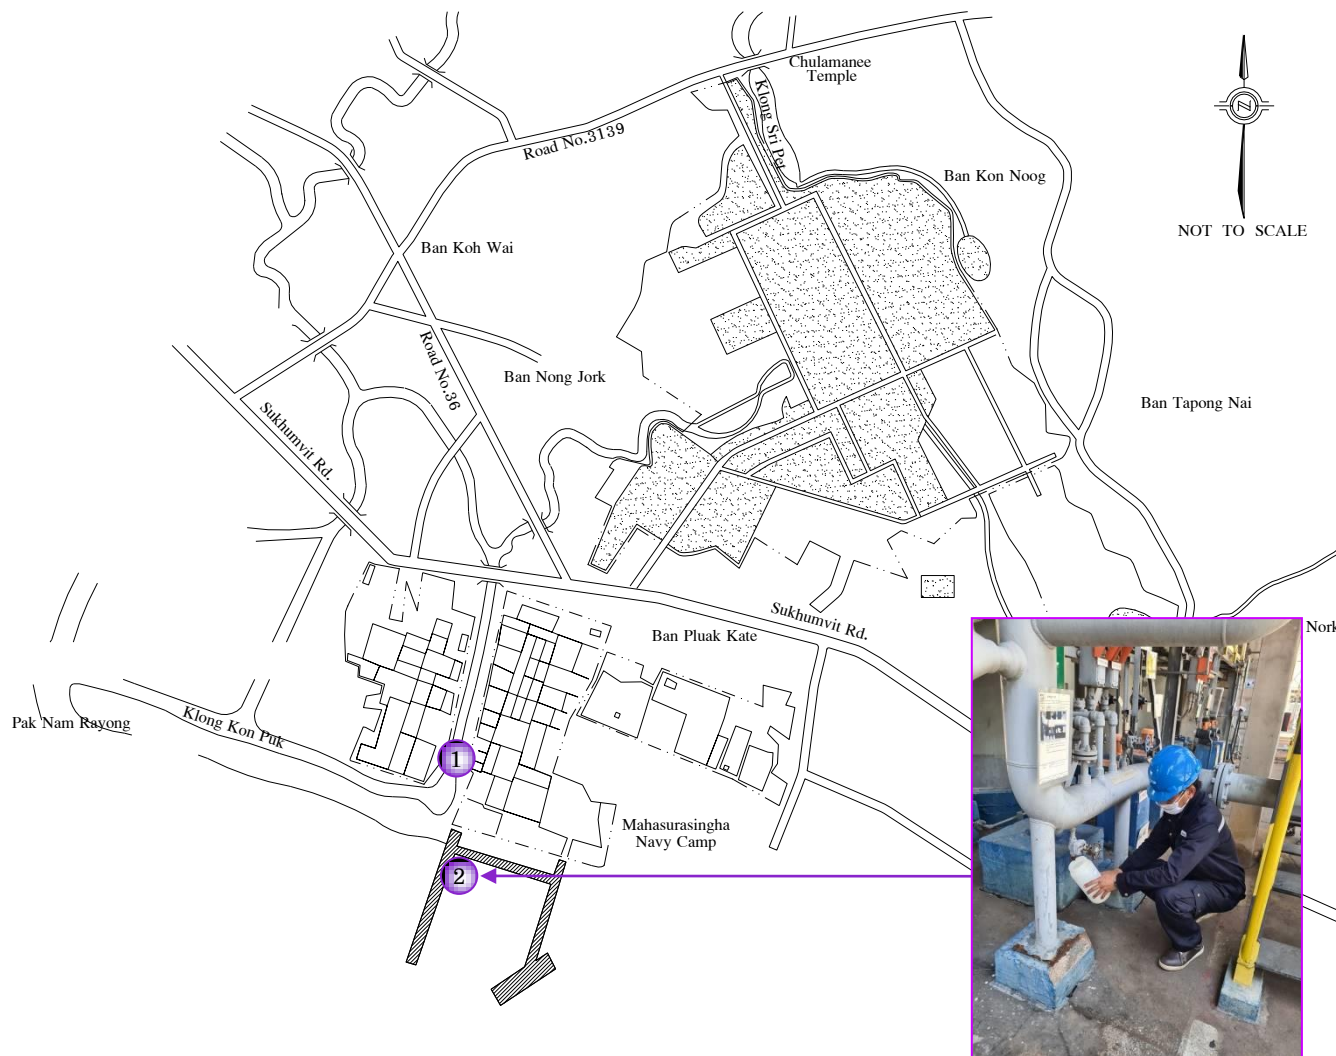 Chulamanee
Temple
Klong Sri Pet
Road No.3139
Ban Kon Noog
N
NOT TO SCALE
Ban Koh Wai
Road No.36
Ban Nong Jork
Ban Tapong Nai
Sukhumvit Rd.
Sukhumvit Rd.
Ban Pluak Kate
Nork
Pak Nam Rayong
Klong Kon Puk
1
Mahasurasingha
Navy Camp
2